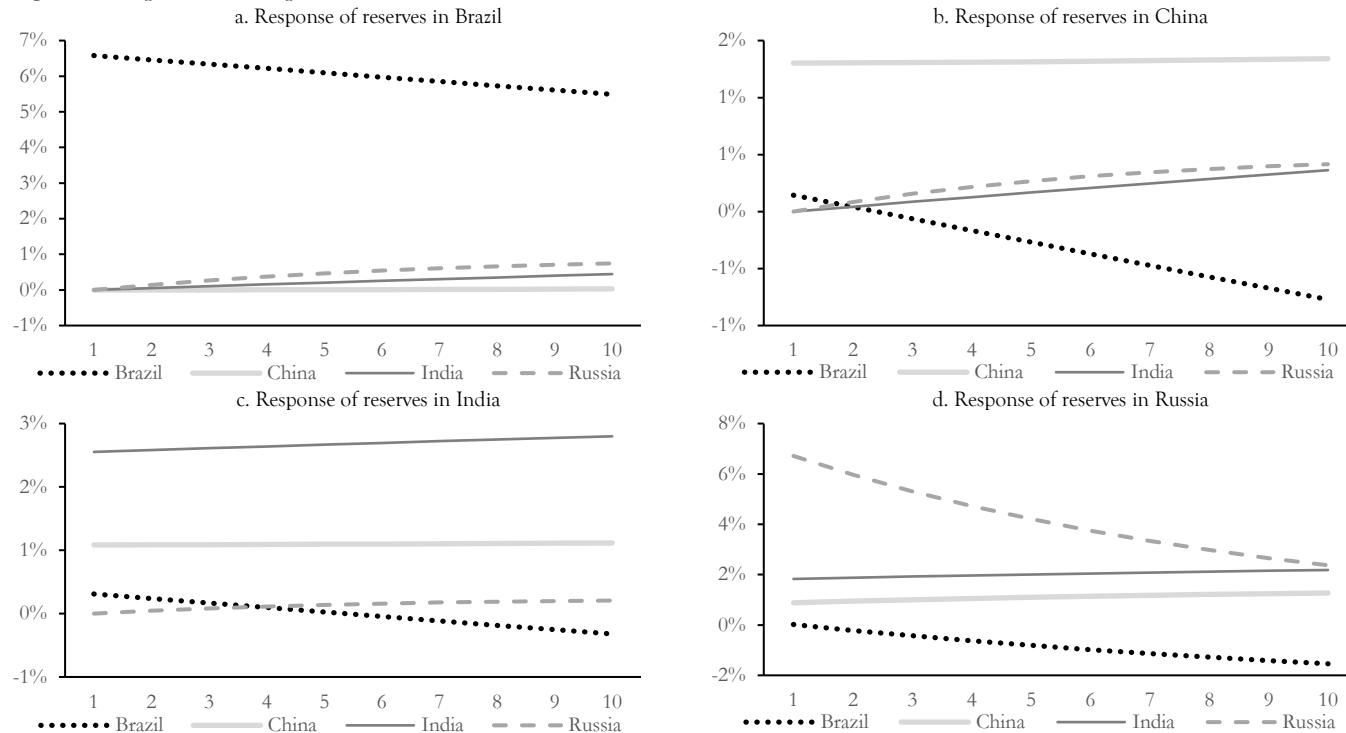 a. Response of reserves in Brazil
7%
6%
5%
4%
3%
2%
1%
0%
-1%
1 2 3 4 5 6 7 8 9 10
Brazil China India Russia
b. Response of reserves in China
2%
1%
1%
0%
-1%
-1%
1 2 3 4 5 6 7 8 9 10
Brazil China India Russia
c. Response of reserves in India
3%
2%
1%
0%
-1%
1 2 3 4 5 6 7 8 9 10
Brazil China India Russia
d. Response of reserves in Russia
8%
6%
4%
2%
0%
-2%
1 2 3 4 5 6 7 8 9 10
Brazil China India Russia